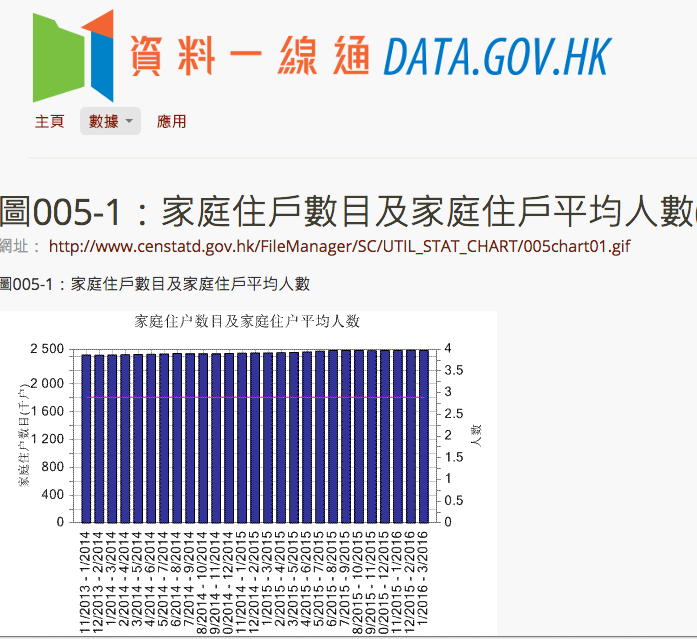 資料一線通 DATA.GOV.HK
主頁 數據 應用
圖005-1：家庭住戶數目及家庭住戶平均人數
網址： http://www.censtatd.gov.hk/FileManager/SC/UTIL_STAT_CHART/005chart01.gif
圖005-1：家庭住戶數目及家庭住戶平均人數
家庭住户数目及家庭住户平均人数
家庭住户数目(千户)
2 500
2 000
1 600
1 200
800
400
0
4
3.5
3
2.5
2
1.5
1
0.5
0
人数
11/2013 - 1/2014
12/2013 - 2/2014
1/2014 - 3/2014
2/2014 - 4/2014
3/2014 - 5/2014
4/2014 - 6/2014
5/2014 - 7/2014
6/2014 - 8/2014
7/2014 - 9/2014
8/2014 - 10/2014
9/2014 - 11/2014
0/2014 - 12/2014
11/2014 - 1/2015
12/2014 - 2/2015
1/2015 - 3/2015
2/2015 - 4/2015
3/2015 - 5/2015
4/2015 - 6/2015
5/2015 - 7/2015
6/2015 - 8/2015
7/2015 - 9/2015
8/2015 - 10/2015
9/2015 - 11/2015
0/2015 - 12/2015
11/2015 - 1/2016
12/2015 - 2/2016
1/2016 - 3/2016